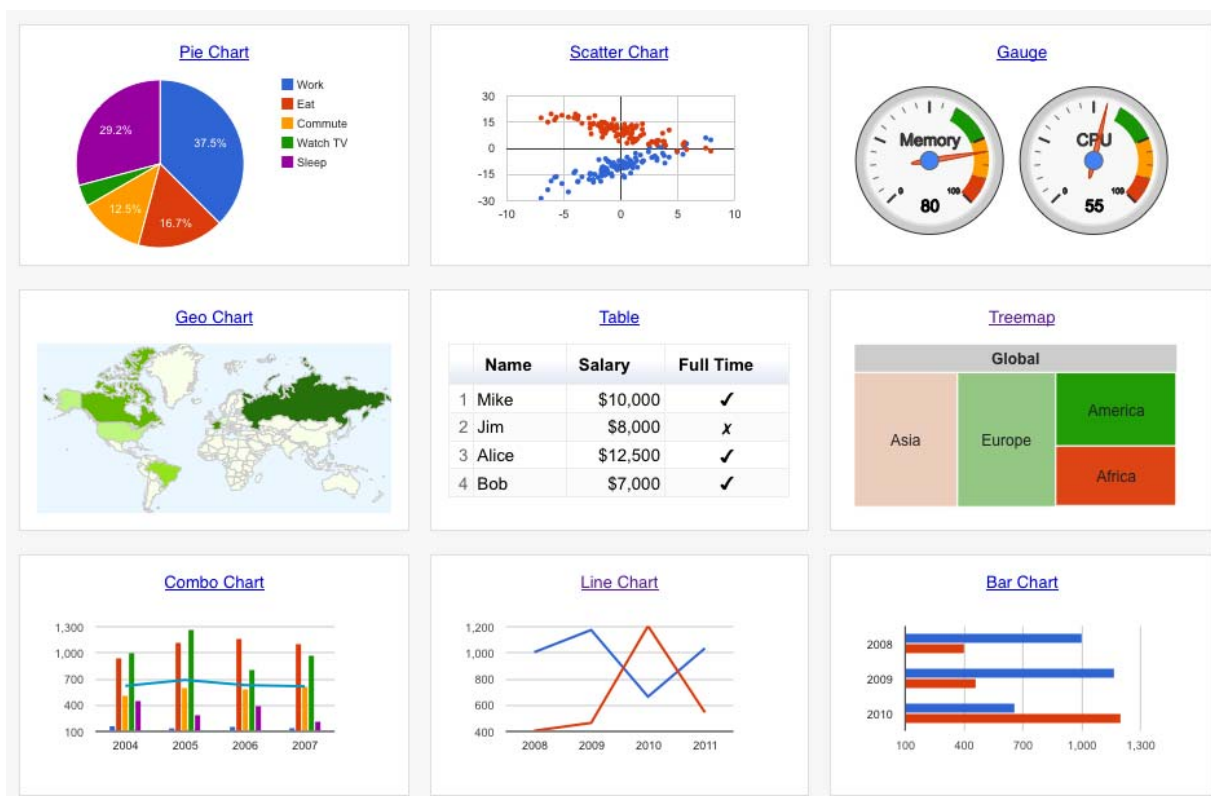 Pie Chart
Work
Eat
Commute
Watch TV
Sleep
29.2%
37.5%
12.5%
16.7%
Scatter Chart
30
15
0
-15
-30
-10 -5 0 5 10
Gauge
Memory
0 100
80
CPU
0 100
55
Geo Chart
Table
Name Salary Full Time
1 Mike $10,000 ✔
2 Jim $8,000 ✗
3 Alice $12,500 ✔
4 Bob $7,000 ✔
Treemap
Global
Asia
Europe
America
Africa
Combo Chart
1,300
1,000
700
400
100
2004 2005 2006 2007
Line Chart
1,200
1,000
800
600
400
2008 2009 2010 2011
Bar Chart
2008
2009
2010
100 400 700 1,000 1,300